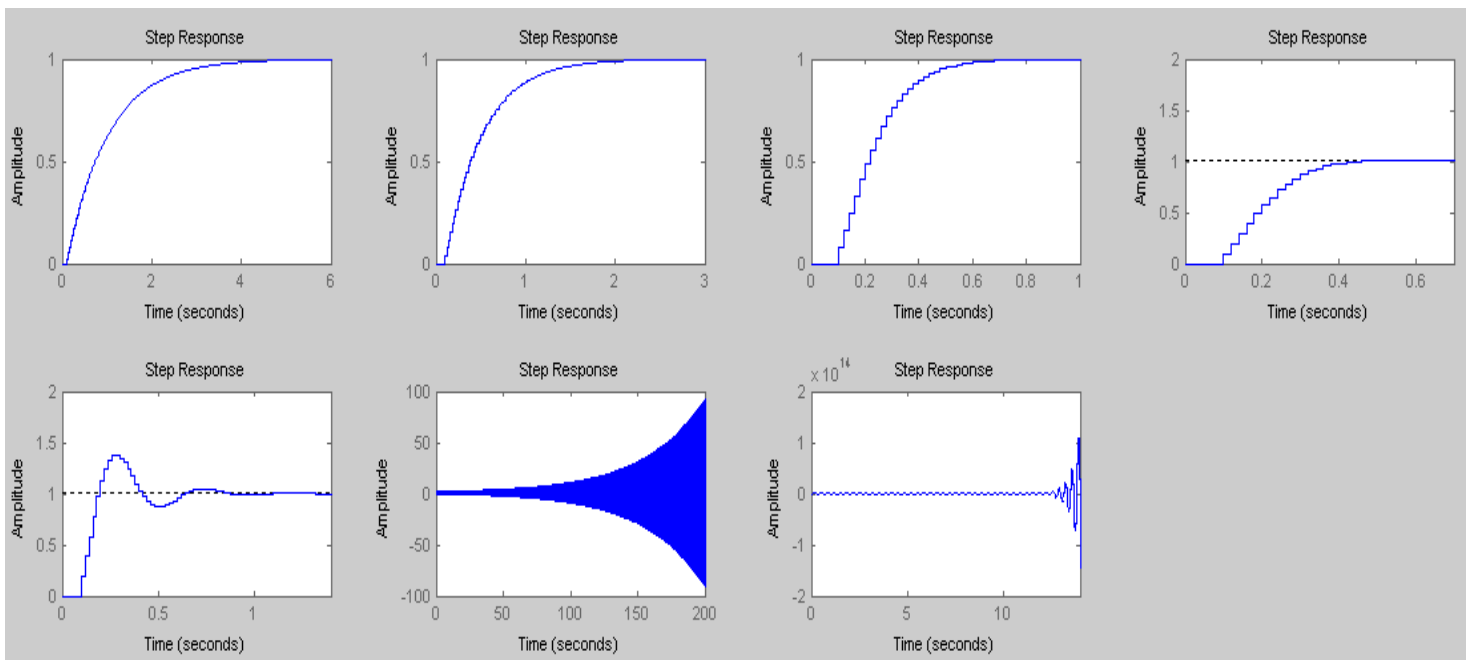 Step Response
Amplitude
1
0.5
0
0 2 4 6
Time (seconds)
Step Response
Amplitude
1
0.5
0
0 1 2 3
Time (seconds)
Step Response
Amplitude
1
0.5
0
0 0.2 0.4 0.6 0.8 1
Time (seconds)
Step Response
Amplitude
2
1.5
1
0.5
0
0 0.2 0.4 0.6
Time (seconds)
Step Response
Amplitude
2
1.5
1
0.5
0
0 0.5 1
Time (seconds)
Step Response
Amplitude
100
50
0
-50
-100
0 50 100 150 200
Time (seconds)
x 10^14
Step Response
Amplitude
2
1
0
-1
-2
0 5 10
Time (seconds)